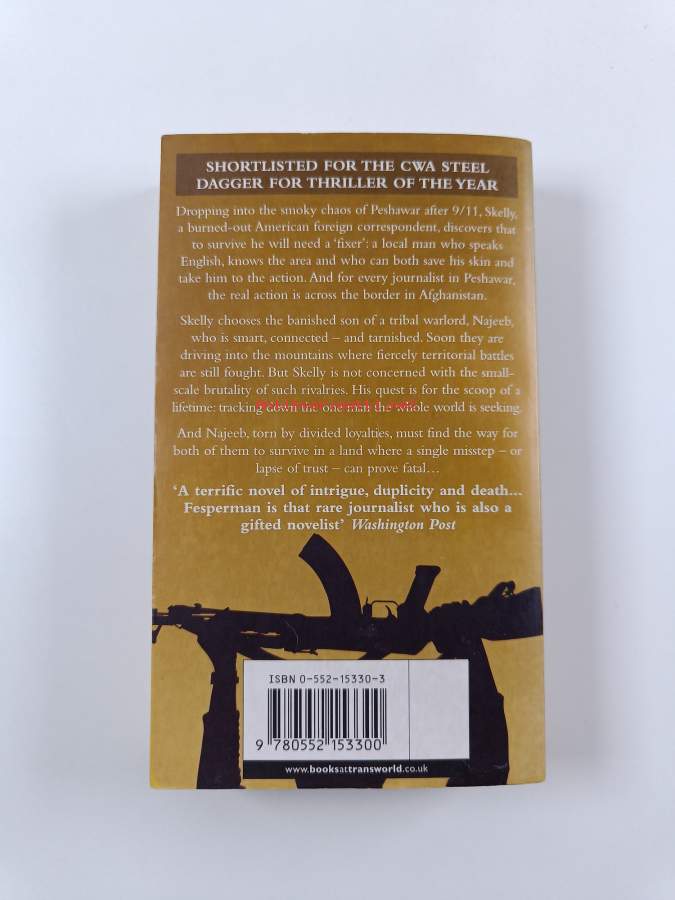 SHORTLISTED FOR THE CWA STEEL
DAGGER FOR THRILLER OF THE YEAR
Dropping into the smoky chaos of Peshawar after 9/11, Skelly,
a burned-out American foreign correspondent, discovers that
to survive he will need a ‘fixer’: a local man who speaks
English, knows the area and who can both save his skin and
take him to the action. And for every journalist in Peshawar,
the real action is across the border in Afghanistan.
Skelly chooses the banished son of a tribal warlord, Najeeb,
who is smart, connected – and tarnished. Soon they are
driving into the mountains where fiercely territorial battles
are still fought. But Skelly is not concerned with the small-
scale brutality of such rivalries. His quest is for the scoop of a
lifetime: tracking down the one man the whole world is seeking.
And Najeeb, torn by divided loyalties, must find the way for
both of them to survive in a land where a single misstep – or
lapse of trust – can prove fatal…
‘A terrific novel of intrigue, duplicity and death...
Fesperman is that rare journalist who is also a
gifted novelist’ Washington Post
ISBN 0-552-15330-3
9 780552 153300
www.booksattransworld.co.uk